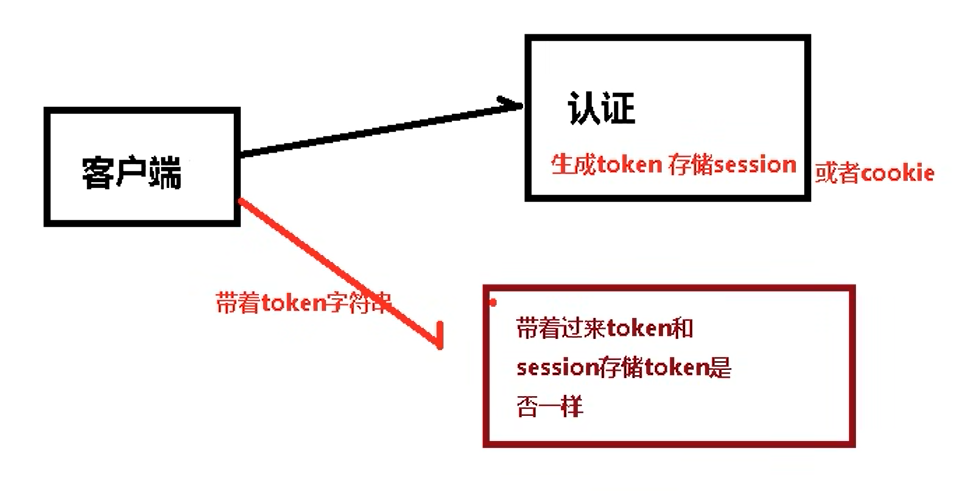 认证
客户端
生成token 存储session
或者cookie
带着token字符串
带着过来token和
session存储token是
否一样